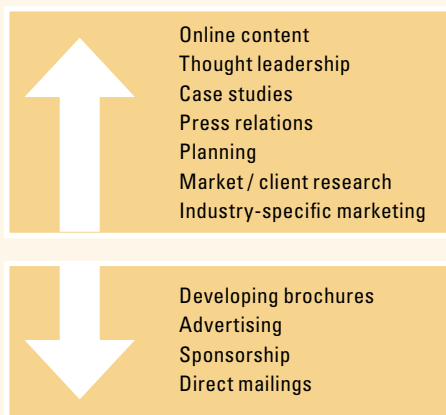 Online content
Thought leadership
Case studies
Press relations
Planning
Market / client research
Industry-specific marketing
Developing brochures
Advertising
Sponsorship
Direct mailings